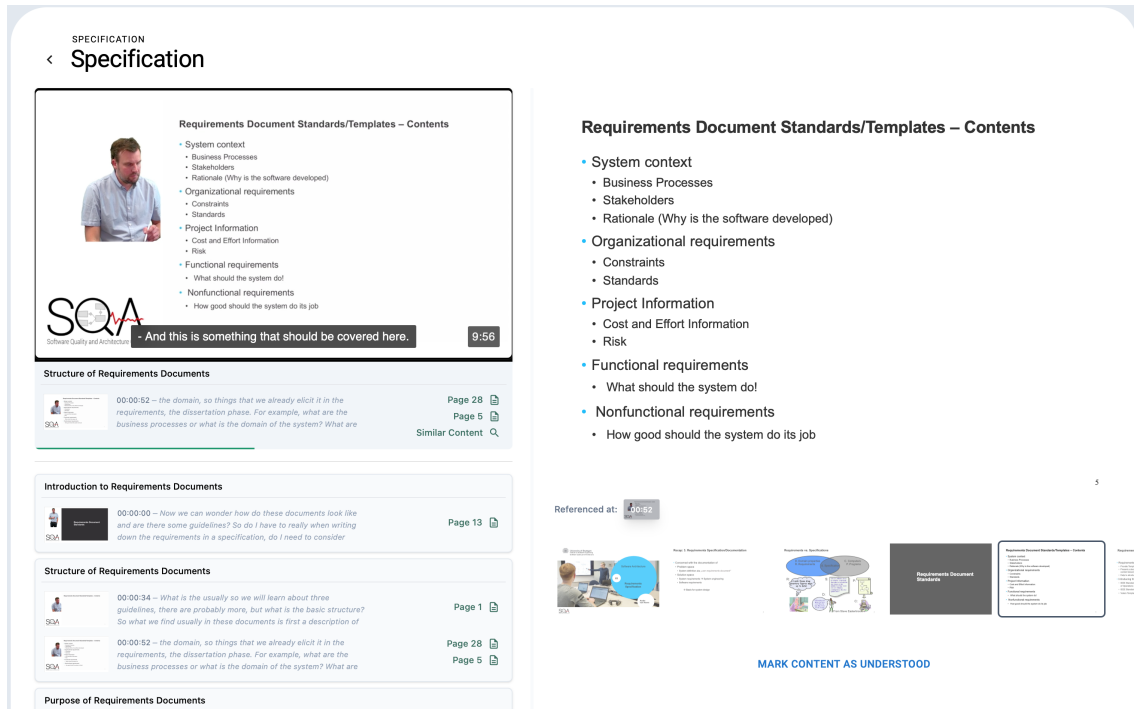 SPECIFICATION
Specification
Requirements Document Standards/Templates – Contents
• System context
• Business Processes
• Stakeholders
• Rationale (Why is the software developed)
• Organizational requirements
• Constraints
• Standards
• Project Information
• Cost and Effort Information
• Risk
• Functional requirements
• What should the system do!
• Nonfunctional requirements
• How good should the system do its job
SQA
Software Quality and Architecture
- And this is something that should be covered here.
9:56
Structure of Requirements Documents
00:00:52 – the domain, so things that we already elicit it in the
requirements, the dissertation phase. For example, what are the
business processes or what is the domain of the system? What are
Page 28
Page 5
Similar Content
SQA
Introduction to Requirements Documents
00:00:00 – Now we can wonder how do these documents look like
and are there some guidelines? So do I have to really when writing
down the requirements in a specification, do I need to consider
Page 13
SQA
Structure of Requirements Documents
00:00:34 – What is the usually so we will learn about three
guidelines, there are probably more, but what is the basic structure?
So what we find usually in these documents is first a description of
Page 1
SQA
00:00:52 – the domain, so things that we already elicit it in the
requirements, the dissertation phase. For example, what are the
business processes or what is the domain of the system? What are
Page 28
Page 5
SQA
Purpose of Requirements Documents
Requirements Document Standards/Templates – Contents
• System context
• Business Processes
• Stakeholders
• Rationale (Why is the software developed)
• Organizational requirements
• Constraints
• Standards
• Project Information
• Cost and Effort Information
• Risk
• Functional requirements
• What should the system do!
• Nonfunctional requirements
• How good should the system do its job
5
Referenced at:
00:52
SQA
Requirements vs. Specifications
Requirements Document
Standards
Requirements Document Standards/Templates – Contents
MARK CONTENT AS UNDERSTOOD